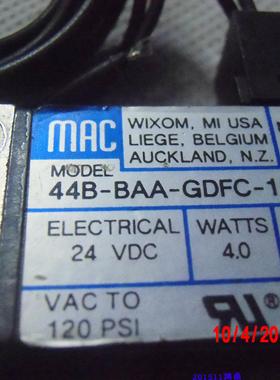 MAC
WIXOM, MI USA
LIEGE, BELGIUM
AUCKLAND, N.Z.
MODEL
44B-BAA-GDFC-1
ELECTRICAL
24 VDC
WATTS
4.0
VAC TO
120 PSI
10/4/20